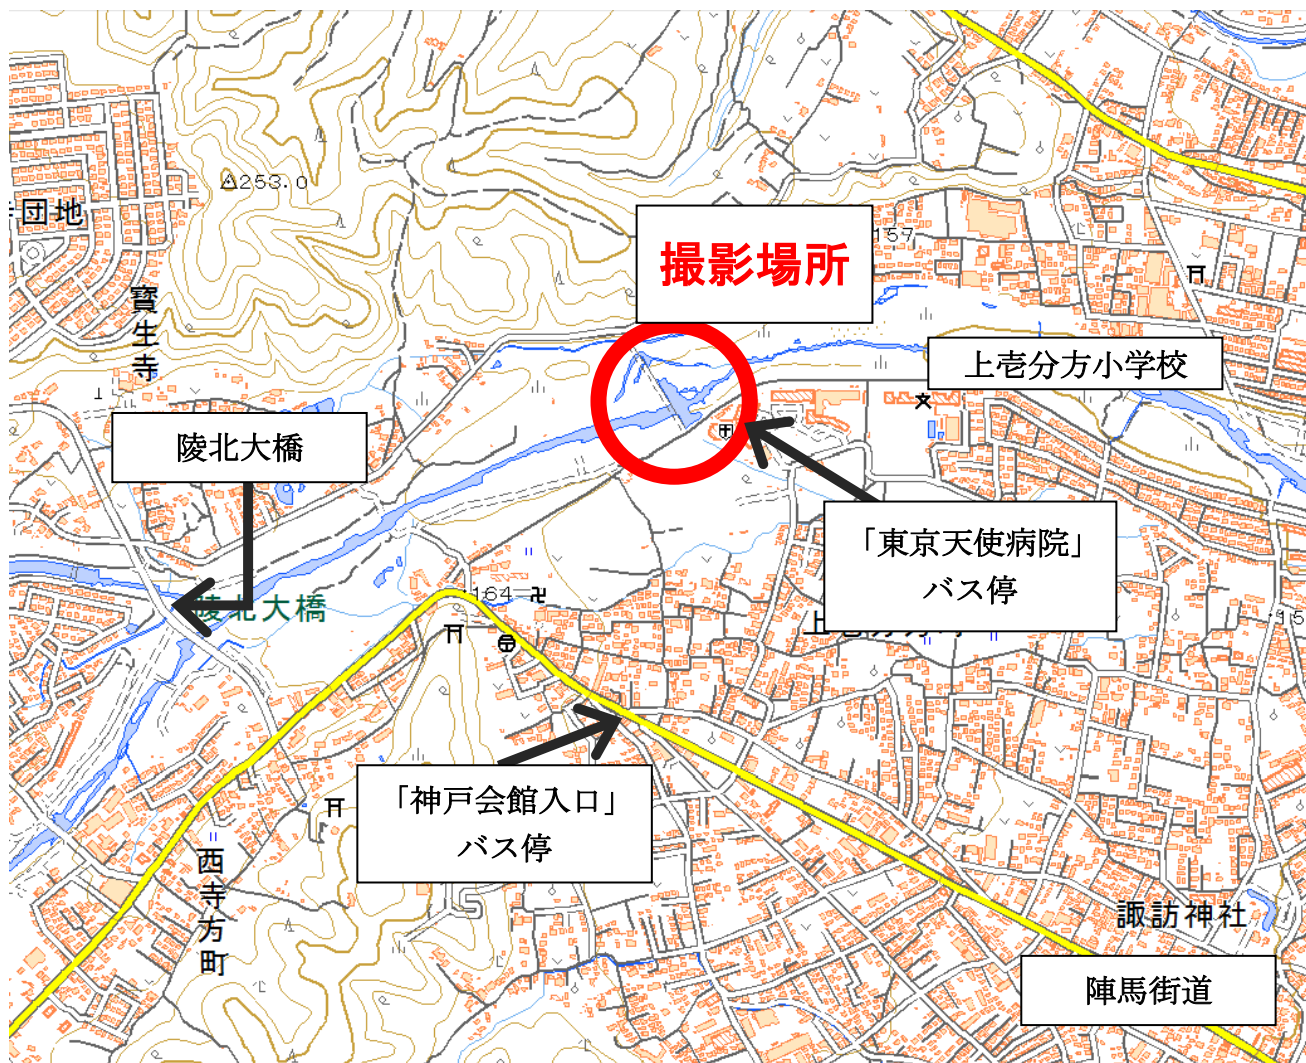 △253.0
団地
157
撮影場所
寶生寺
上壱分方小学校
陵北大橋
「東京天使病院」
バス停
陵北大橋
164
「神戸会館入口」
バス停
西寺方町
諏訪神社
陣馬街道